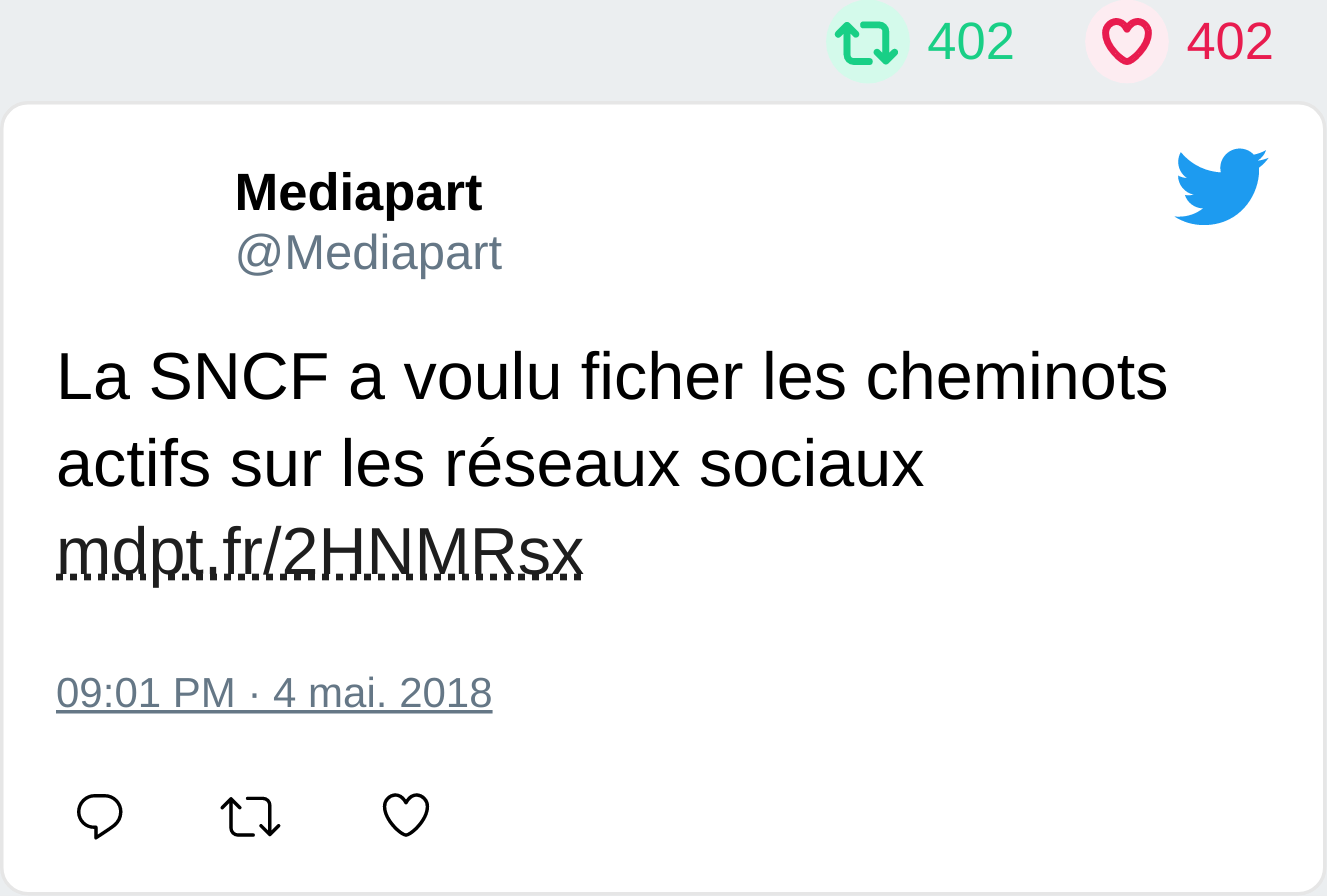 402 402
Mediapart
@Mediapart
La SNCF a voulu ficher les cheminots
actifs sur les réseaux sociaux
mdpt.fr/2HNMRsx
09:01 PM · 4 mai. 2018